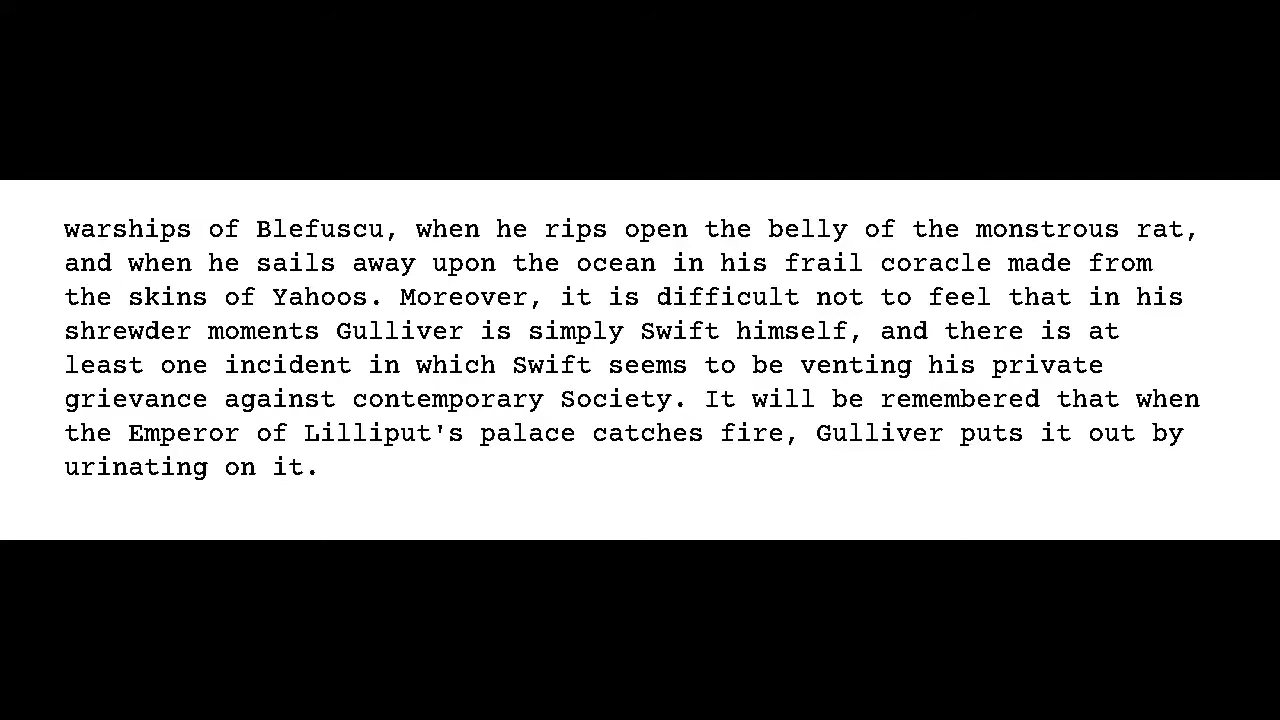 warships of Blefuscu, when he rips open the belly of the monstrous rat,
and when he sails away upon the ocean in his frail coracle made from
the skins of Yahoos. Moreover, it is difficult not to feel that in his
shrewder moments Gulliver is simply Swift himself, and there is at
least one incident in which Swift seems to be venting his private
grievance against contemporary Society. It will be remembered that when
the Emperor of Lilliput's palace catches fire, Gulliver puts it out by
urinating on it.